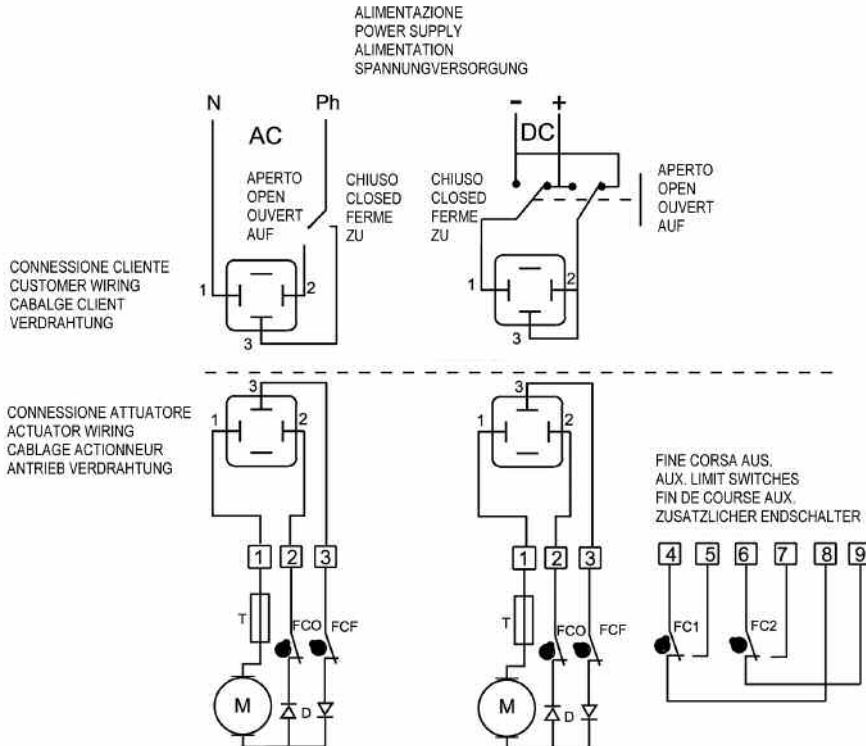 ALIMENTAZIONE
POWER SUPPLY
ALIMENTATION
SPANNUNGVERSORGUNG
N
Ph
AC
- +
DC
APERTO
OPEN
OUVERT
AUF
CHIUSO
CLOSED
FERME
ZU
CHIUSO
CLOSED
FERME
ZU
APERTO
OPEN
OUVERT
AUF
CONNESSIONE CLIENTE
CUSTOMER WIRING
CABALGE CLIENT
VERDRAHTUNG
1
2
3
1
2
3
CONNESSIONE ATTUATORE
ACTUATOR WIRING
CABLAGE ACTIONNEUR
ANTRIEB VERDRAHTUNG
3
1
2
3
1
2
FINE CORSA AUS.
AUX. LIMIT SWITCHES
FIN DE COURSE AUX.
ZUSATZLICHER ENDSCHALTER
1 2 3
1 2 3
4 5 6 7 8 9
T
FCO
FCF
M
D
T
FCO
FCF
M
D
FC1
FC2